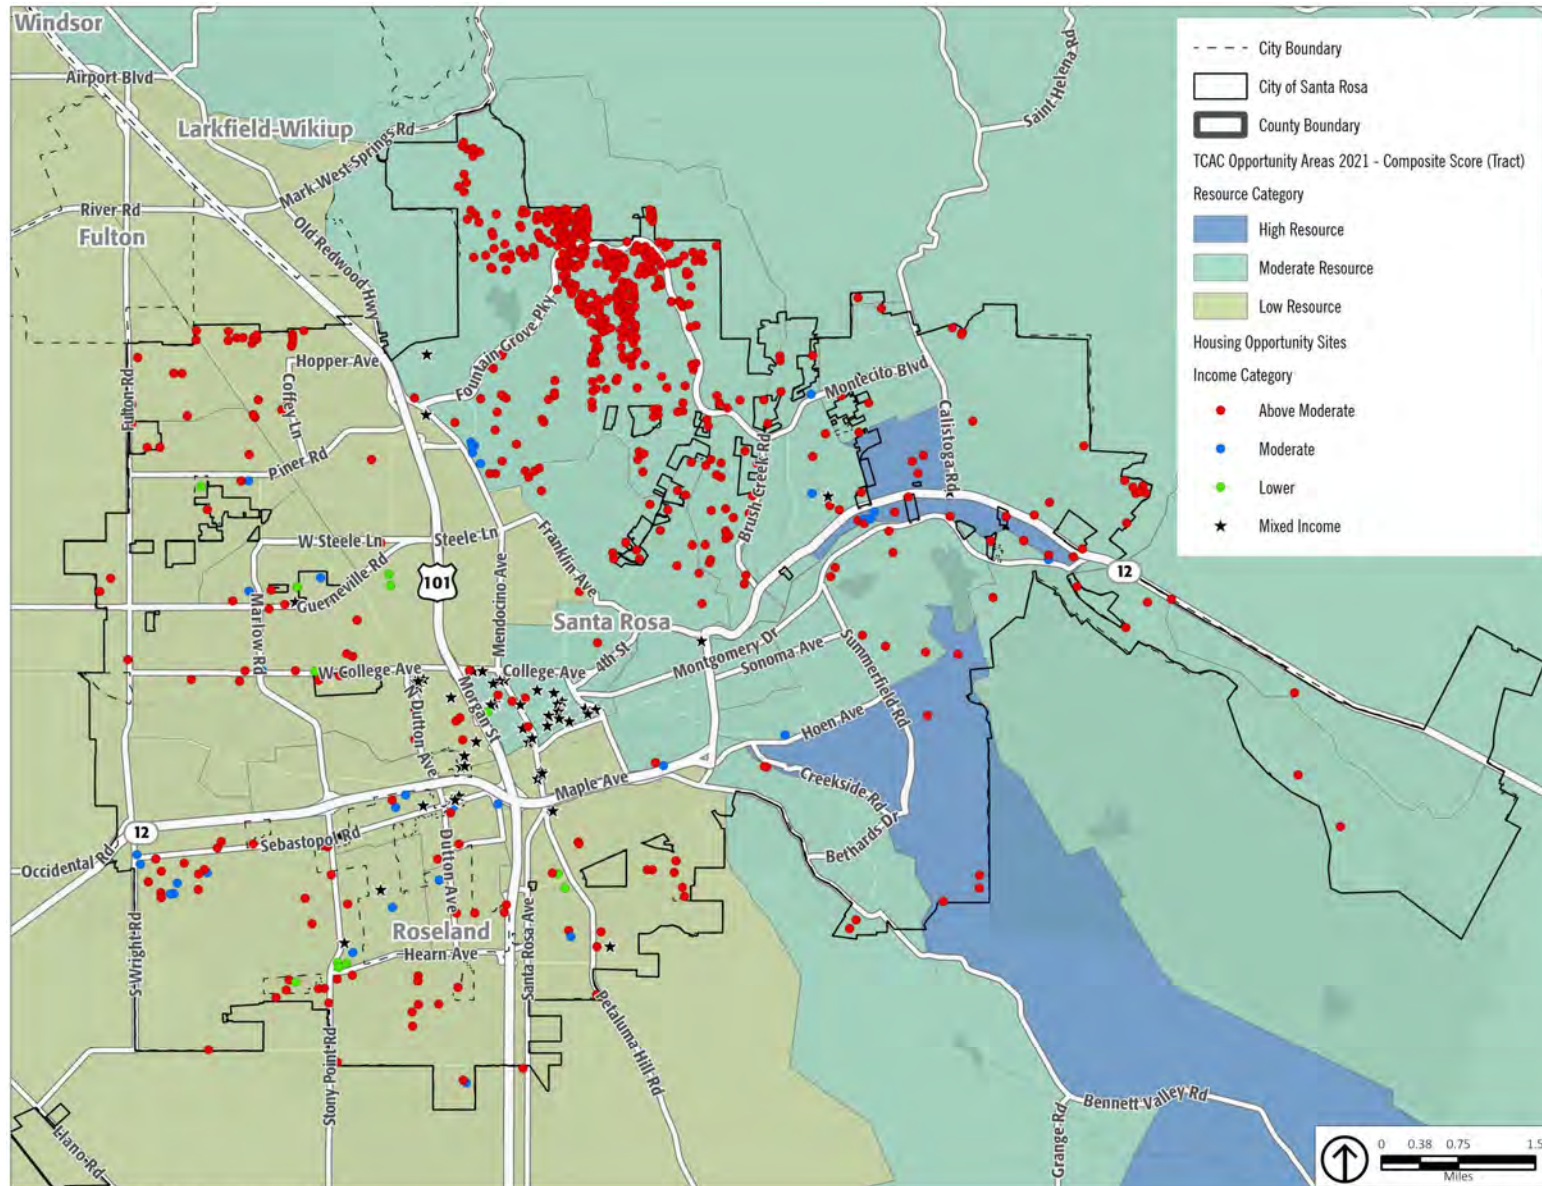 Windsor
Airport Blvd
Larkfield-Wikiup
Mark West Springs Rd
Saint Helena Rd
River Rd
Fulton
Old Redwood Hwy
Fountain Grove Pky
Hopper Ave
Coffey Ln
Fulton Rd
Piner Rd
Montecito Blvd
Calistoga Rd
Brush Creek Rd
W Steele Ln
Steele Ln
Franklin Ave
Guerneville Rd
101
Mendocino Ave
Marlow Rd
12
Santa Rosa
Montgomery Dr
Sonoma Ave
Summerfield Rd
W College Ave
College Ave
4th St
N Dutton Ave
Morgan St
Hoen Ave
Maple Ave
Creekside Rd
Bethards Dr
12
Occidental Rd
Sebastopol Rd
Dutton Ave
Roseland
Hearn Ave
Santa Rosa Ave
S Wright Rd
Petaluma Hill Rd
Stony Point Rd
Llano Rd
Bennett Valley Rd
Grange Rd
City Boundary
City of Santa Rosa
County Boundary
TCAC Opportunity Areas 2021 - Composite Score (Tract)
Resource Category
High Resource
Moderate Resource
Low Resource
Housing Opportunity Sites
Income Category
Above Moderate
Moderate
Lower
Mixed Income
0 0.38 0.75 1.5
Miles